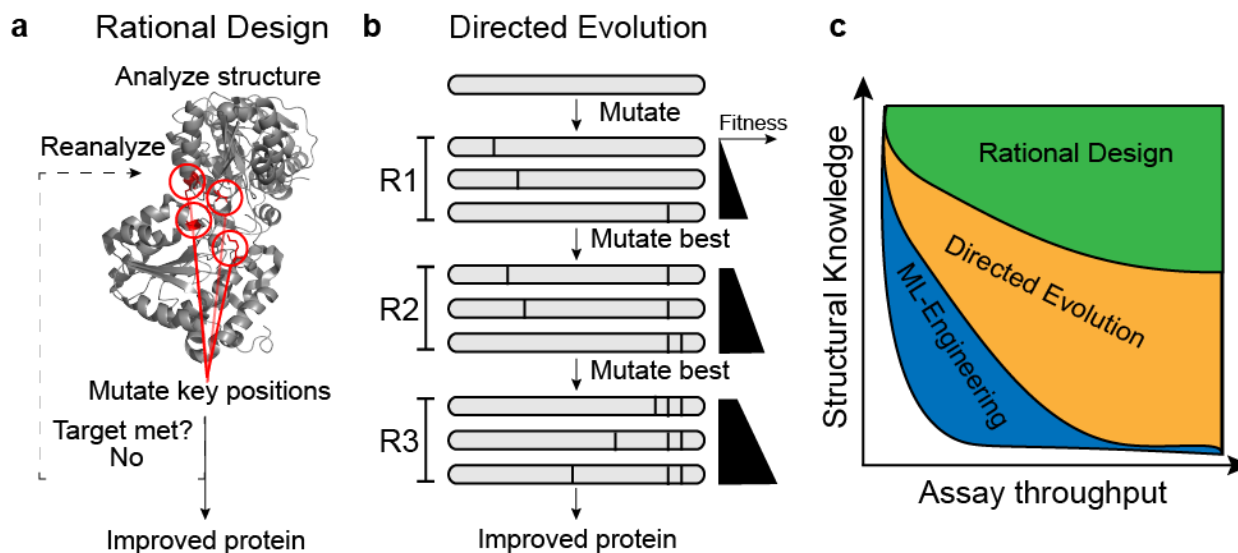 a Rational Design
Analyze structure
Reanalyze
Mutate key positions
Target met?
No
Improved protein
b Directed Evolution
Mutate
Fitness
R1
Mutate best
R2
Mutate best
R3
Improved protein
c
Structural Knowledge
Rational Design
Directed Evolution
ML-Engineering
Assay throughput